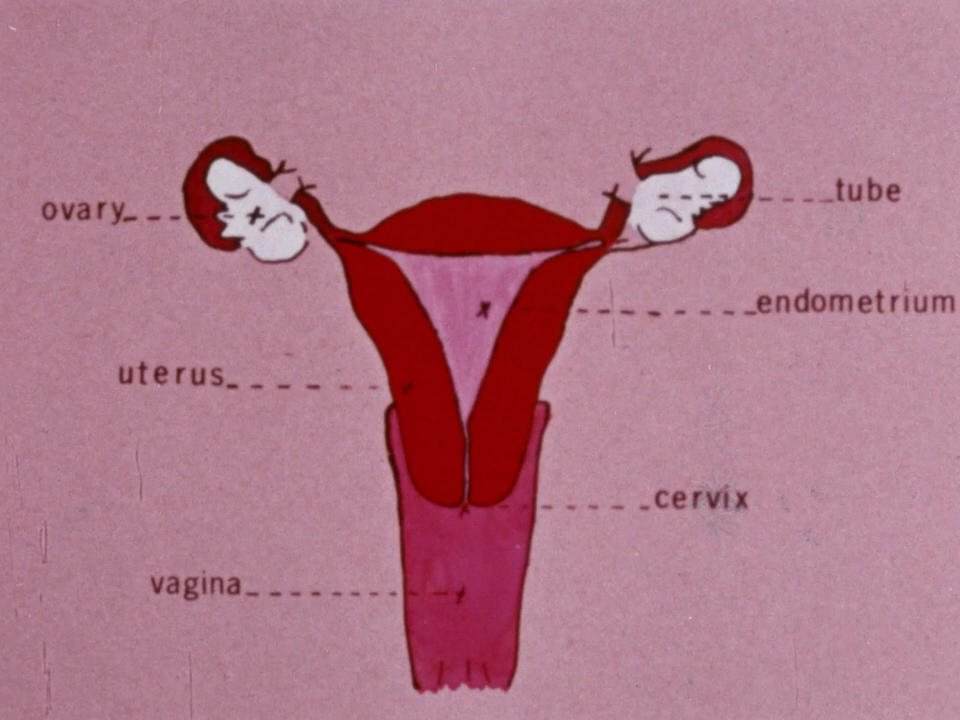 tube
ovary
endometrium
uterus
cervix
vagina